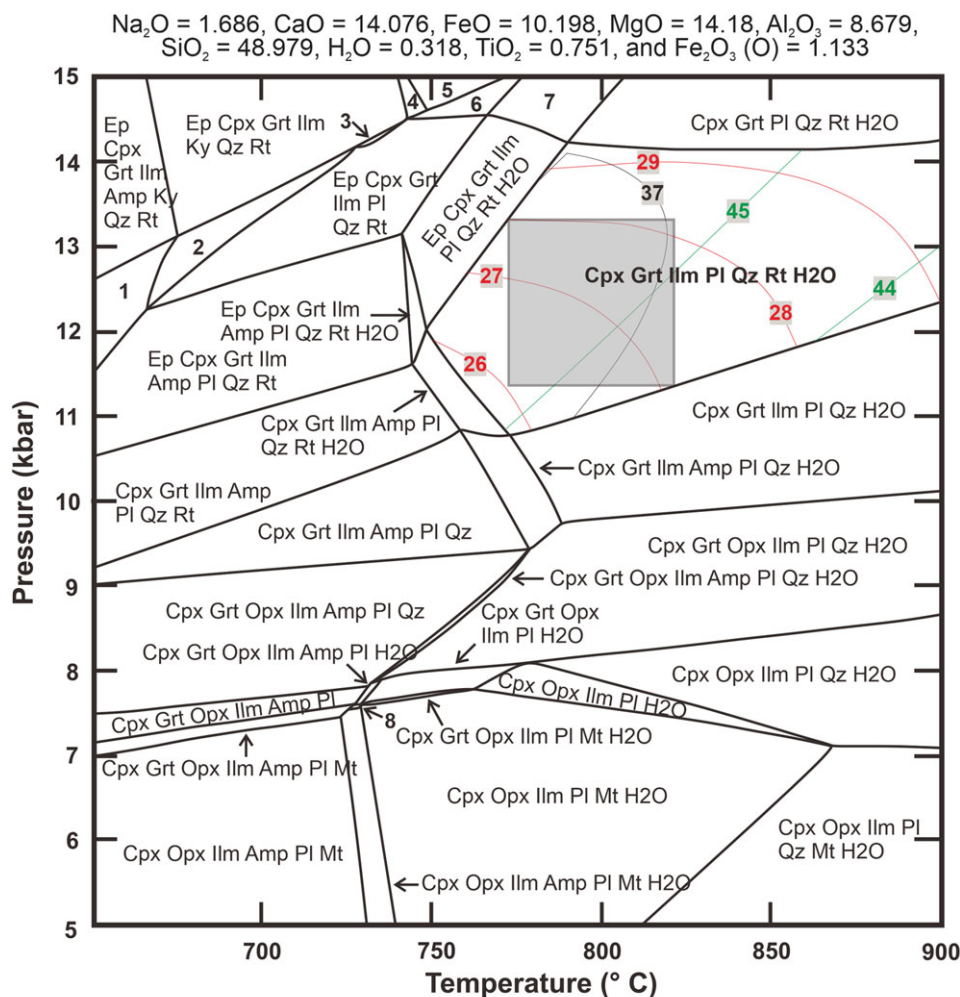 Na₂O = 1.686, CaO = 14.076, FeO = 10.198, MgO = 14.18, Al₂O₃ = 8.679,
SiO₂ = 48.979, H₂O = 0.318, TiO₂ = 0.751, and Fe₂O₃ (O) = 1.133
15
14
13
12
11
10
9
8
7
6
5
Pressure (kbar)
Ep
Cpx
Grt Ilm
Amp Ky
Qz Rt
Ep Cpx Grt Ilm
Ky Qz Rt
3
4
5
6
7
Cpx Grt Pl Qz Rt H2O
29
37
45
Ep Cpx Grt
Ilm Pl
Qz Rt
Ep Cpx Grt Ilm
Pl Qz Rt H2O
2
1
27
Cpx Grt Ilm Pl Qz Rt H2O
44
28
26
Ep Cpx Grt Ilm
Amp Pl Qz Rt H2O
Ep Cpx Grt Ilm
Amp Pl Qz Rt
Cpx Grt Ilm Amp Pl
Qz Rt H2O
Cpx Grt Ilm Pl Qz H2O
Cpx Grt Ilm Amp Pl Qz H2O
Cpx Grt Ilm Amp
Pl Qz Rt
Cpx Grt Ilm Amp Pl Qz
Cpx Grt Opx Ilm Pl Qz H2O
Cpx Grt Opx Ilm Amp Pl Qz H2O
Cpx Grt Opx Ilm Amp Pl Qz
Cpx Grt Opx
Ilm Pl H2O
Cpx Grt Opx Ilm Amp Pl H2O
Cpx Opx Ilm Pl Qz H2O
Cpx Opx Ilm Pl H2O
Cpx Grt Opx Ilm Amp Pl
8
Cpx Grt Opx Ilm Pl Mt H2O
Cpx Grt Opx Ilm Amp Pl Mt
Cpx Opx Ilm Pl Mt H2O
Cpx Opx Ilm Amp Pl Mt
Cpx Opx Ilm Pl
Qz Mt H2O
Cpx Opx Ilm Amp Pl Mt H2O
700
750
800
850
900
Temperature (° C)